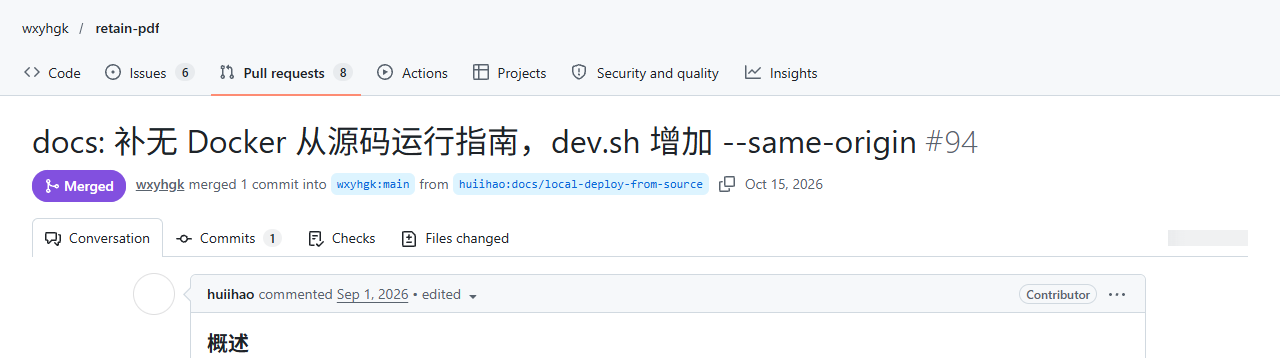 wxyhgk / retain-pdf
Code Issues 6 Pull requests 8 Actions Projects Security and quality Insights
docs: 补无 Docker 从源码运行指南，dev.sh 增加 --same-origin #94
Merged wxyhgk merged 1 commit into wxyhgk:main from huiihao:docs/local-deploy-from-source Oct 15, 2026
Conversation Commits 1 Checks Files changed
huiihao commented Sep 1, 2026 • edited Contributor
概述